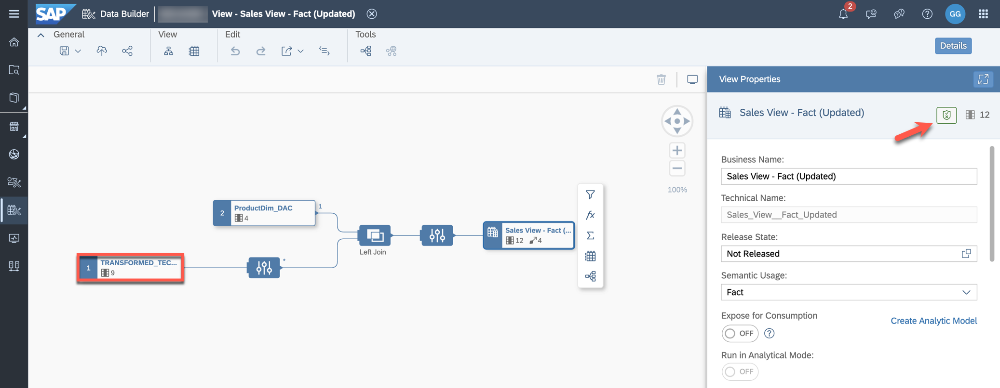 SAP
Data Builder
View - Sales View - Fact (Updated)
2
GG
General
View
Edit
Tools
Details
View Properties
Sales View - Fact (Updated)
12
100%
ProductDim_DAC
2
4
1
Left Join
Sales View - Fact (...
12
4
TRANSFORMED_TEC...
1
9
*
Business Name:
Sales View - Fact (Updated)
Technical Name:
Sales_View__Fact_Updated
Release State:
Not Released
Semantic Usage:
Fact
Expose for Consumption
Create Analytic Model
OFF
Run in Analytical Mode:
OFF